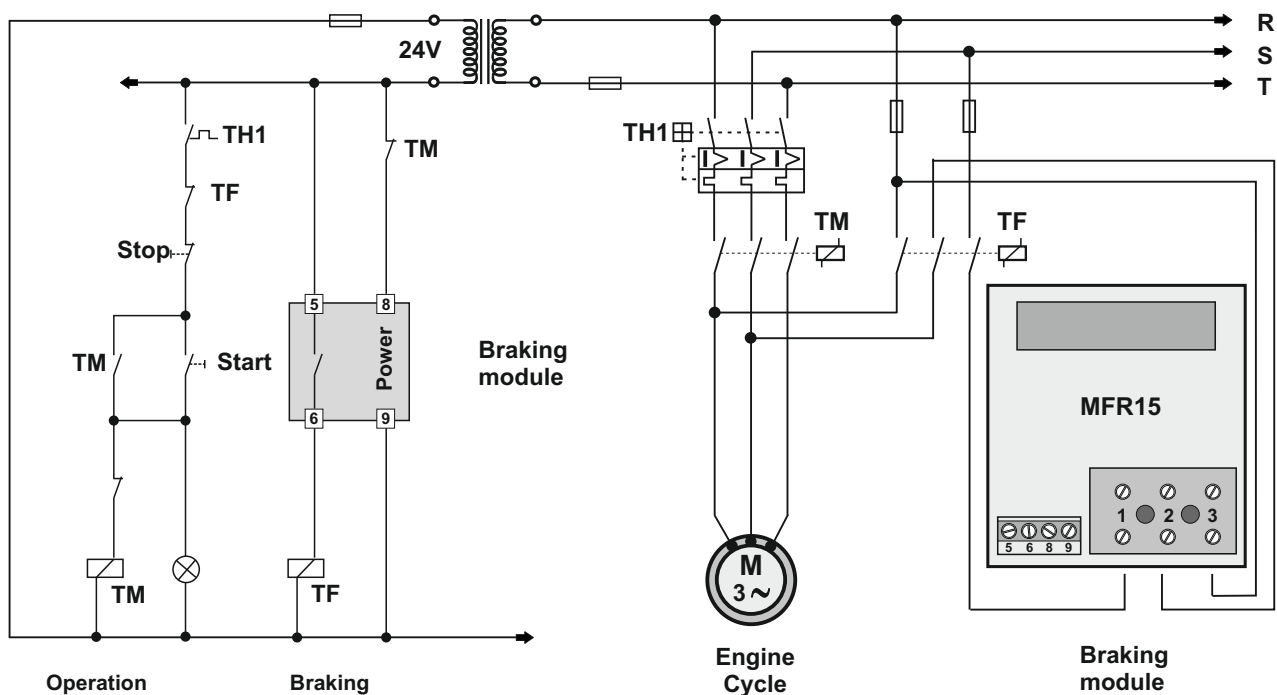 R
24V
S
T
TH1
TM
TH1
TF
TM
TF
Stop
5
8
TM
Start
Power
Braking
module
MFR15
6
9
1 2 3
5 6 8 9
TM
TF
M
3 ~
Operation
Braking
Engine
Cycle
Braking
module